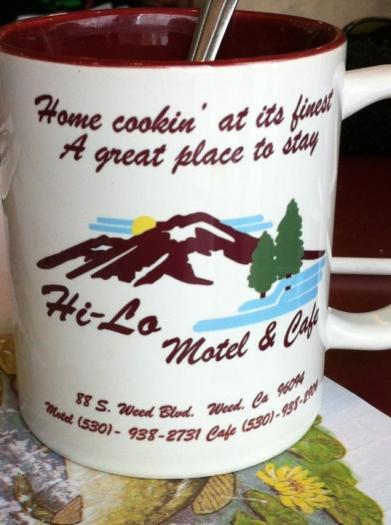 Home cookin' at its finest
A great place to stay
Hi-Lo
Motel & Cafe
88 S. Weed Blvd. Weed, Ca 96094
Motel (530)- 938-2731 Cafe (530)-938-2904